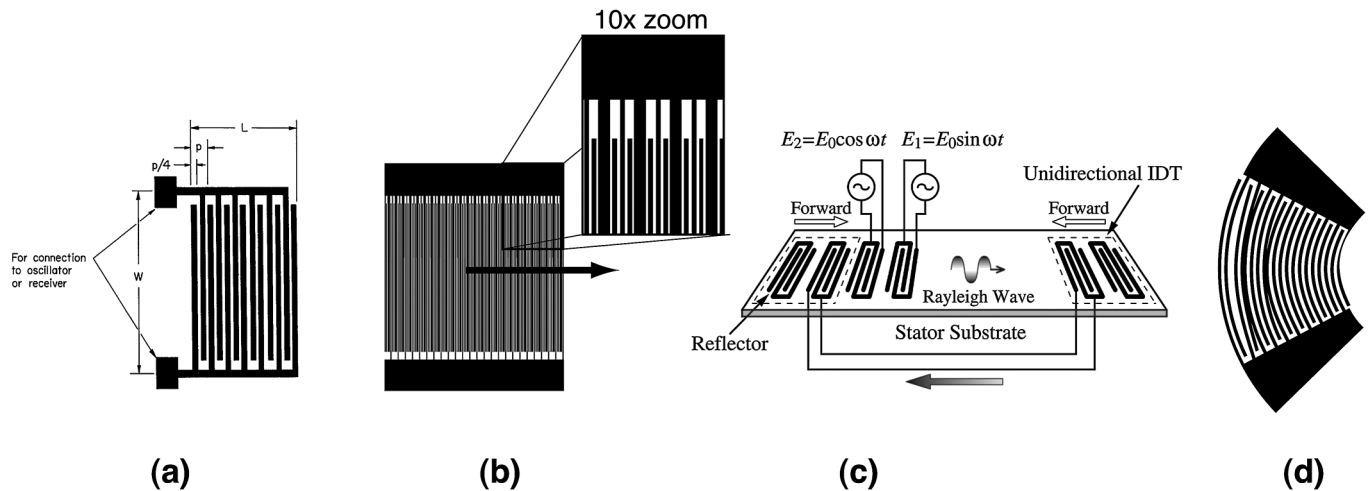 10x zoom
L
p
p/4
W
For connection
to oscillator
or receiver
E₂=E₀cos ωt
E₁=E₀sin ωt
Unidirectional IDT
Forward
Forward
Rayleigh Wave
Reflector
Stator Substrate
(a)
(b)
(c)
(d)